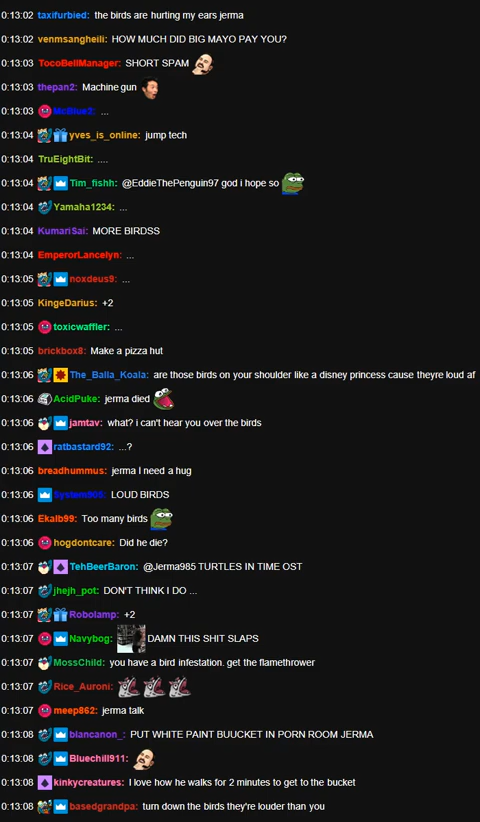 0:13:02 taxifurbied: the birds are hurting my ears jerma
0:13:02 venmsangheili: HOW MUCH DID BIG MAYO PAY YOU?
0:13:03 TocoBellManager: SHORT SPAM
0:13:03 thepan2: Machine gun
0:13:03 McBlue2: ...
0:13:04 yves_is_online: jump tech
0:13:04 TruEightBit: ....
0:13:04 Tim_fishh: @EddieThePenguin97 god i hope so
0:13:04 Yamaha1234: ...
0:13:04 KumariSai: MORE BIRDSS
0:13:04 EmperorLancelyn: ...
0:13:05 noxdeus9: ...
0:13:05 KingeDarius: +2
0:13:05 toxicwaffler: ...
0:13:05 brickbox8: Make a pizza hut
0:13:06 The_Balla_Koala: are those birds on your shoulder like a disney princess cause theyre loud af
0:13:06 AcidPuke: jerma died
0:13:06 jamtav: what? i can't hear you over the birds
0:13:06 ratbastard92: ...?
0:13:06 breadhummus: jerma I need a hug
0:13:06 System909: LOUD BIRDS
0:13:06 Ekalb99: Too many birds
0:13:06 hogdontcare: Did he die?
0:13:07 TehBeerBaron: @Jerma985 TURTLES IN TIME OST
0:13:07 jhejh_pot: DON'T THINK I DO ...
0:13:07 Robolamp: +2
0:13:07 Navybog: DAMN THIS SHIT SLAPS
0:13:07 MossChild: you have a bird infestation. get the flamethrower
0:13:07 Rice_Auroni:
0:13:07 meep862: jerma talk
0:13:08 blancanon_: PUT WHITE PAINT BUUCKET IN PORN ROOM JERMA
0:13:08 Bluechill911:
0:13:08 kinkycreatures: I love how he walks for 2 minutes to get to the bucket
0:13:08 basedgrandpa: turn down the birds they're louder than you